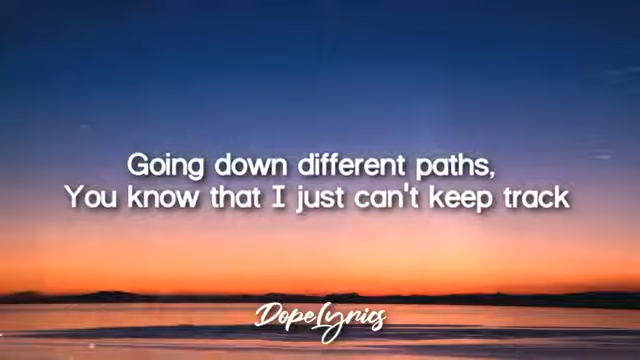 Going down different paths,
You know that I just can't keep track
DopeLyrics